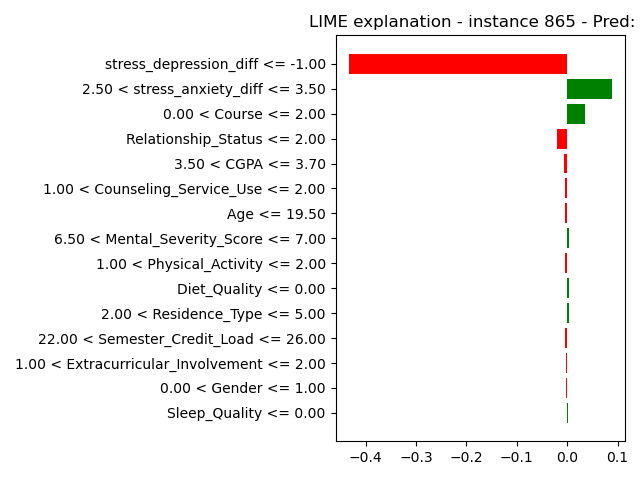 LIME explanation - instance 865 - Pred:
stress_depression_diff <= -1.00
2.50 < stress_anxiety_diff <= 3.50
0.00 < Course <= 2.00
Relationship_Status <= 2.00
3.50 < CGPA <= 3.70
1.00 < Counseling_Service_Use <= 2.00
Age <= 19.50
6.50 < Mental_Severity_Score <= 7.00
1.00 < Physical_Activity <= 2.00
Diet_Quality <= 0.00
2.00 < Residence_Type <= 5.00
22.00 < Semester_Credit_Load <= 26.00
1.00 < Extracurricular_Involvement <= 2.00
0.00 < Gender <= 1.00
Sleep_Quality <= 0.00
−0.4 −0.3 −0.2 −0.1 0.0 0.1